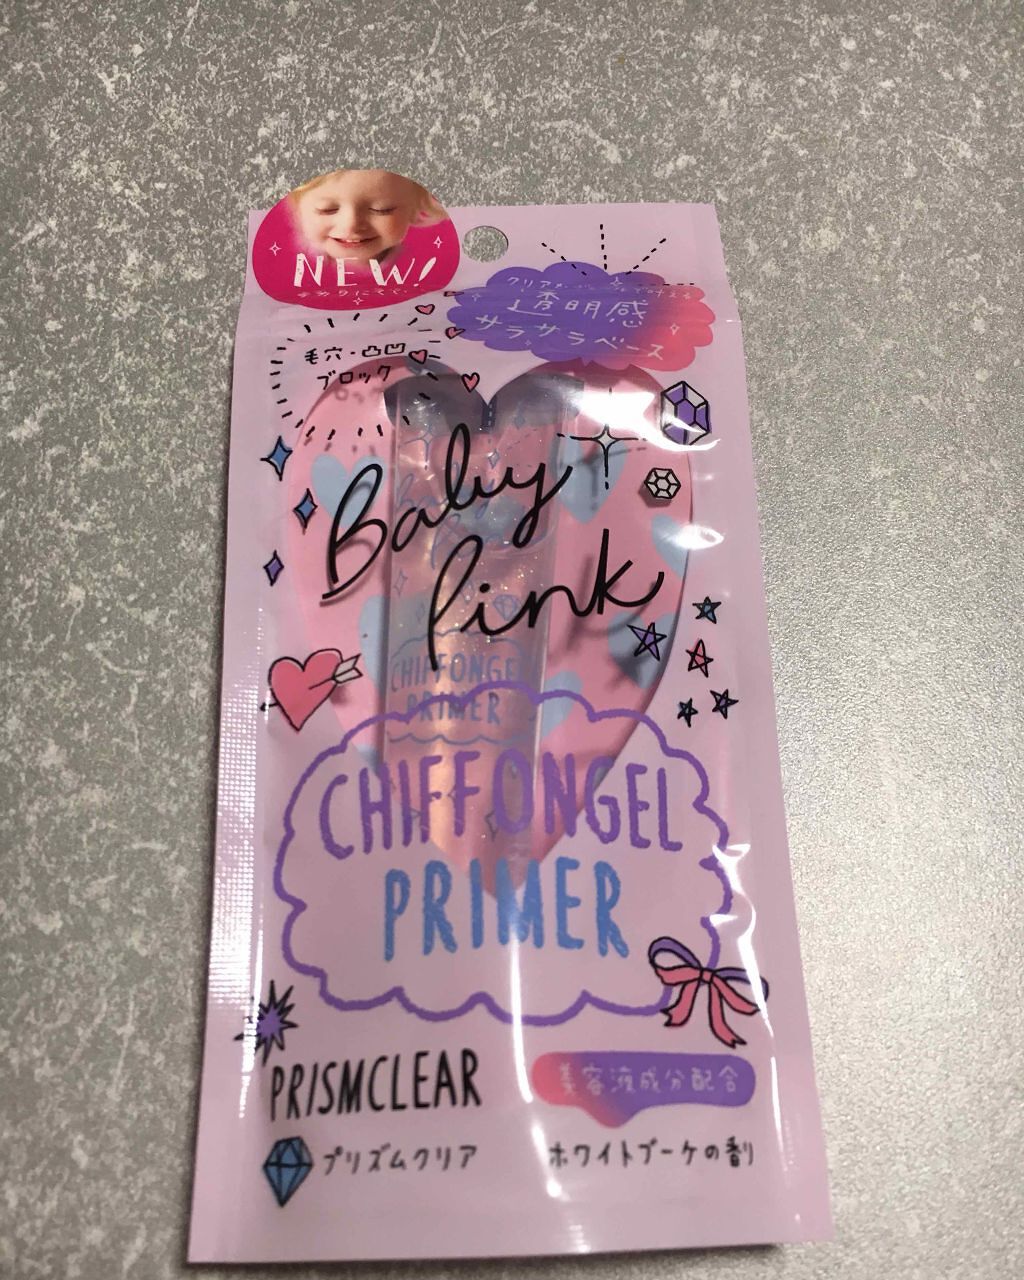 NEW!
透明感
サラサラベース
毛穴・凸凹
ブロック
Baby
Pink
CHIFFONGEL
PRIMER
CHIFFONGEL
PRIMER
PRISMCLEAR
美容液成分配合
プリズムクリア
ホワイトブーケの香り